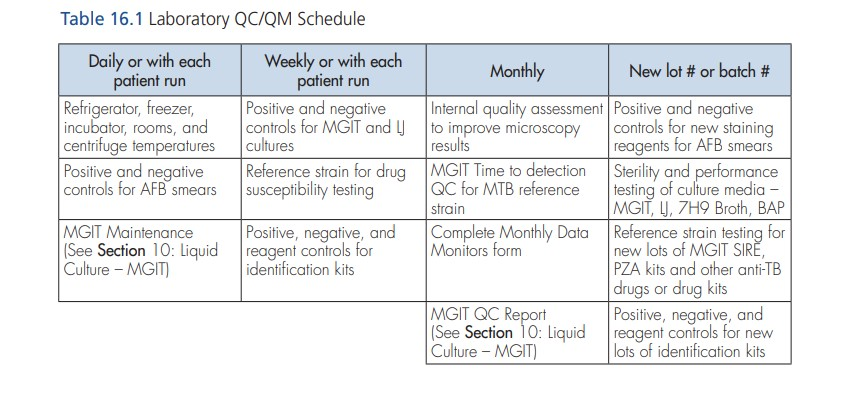 Table 16.1 Laboratory QC/QM Schedule
Daily or with each
patient run
Weekly or with each
patient run
Monthly
New lot # or batch #
Refrigerator, freezer,
incubator, rooms, and
centrifuge temperatures
Positive and negative
controls for MGIT and LJ
cultures
Internal quality assessment
to improve microscopy
results
Positive and negative
controls for new staining
reagents for AFB smears
Positive and negative
controls for AFB smears
Reference strain for drug
susceptibility testing
MGIT Time to detection
QC for MTB reference
strain
Sterility and performance
testing of culture media –
MGIT, LJ, 7H9 Broth, BAP
MGIT Maintenance
(See Section 10: Liquid
Culture – MGIT)
Positive, negative, and
reagent controls for
identification kits
Complete Monthly Data
Monitors form
Reference strain testing for
new lots of MGIT SIRE,
PZA kits and other anti-TB
drugs or drug kits
MGIT QC Report
(See Section 10: Liquid
Culture – MGIT)
Positive, negative, and
reagent controls for new
lots of identification kits